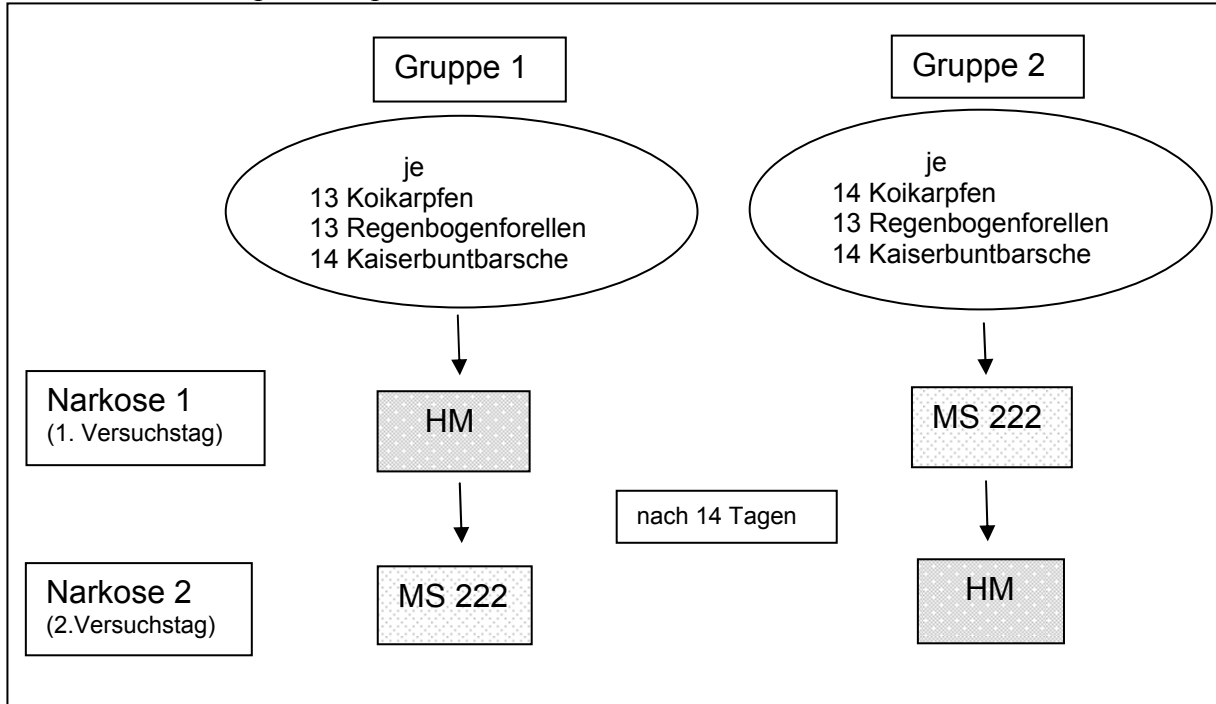 Gruppe 1
Gruppe 2
je
13 Koikarpfen
13 Regenbogenforellen
14 Kaiserbuntbarsche
je
14 Koikarpfen
13 Regenbogenforellen
14 Kaiserbuntbarsche
Narkose 1
(1. Versuchstag)
HM
MS 222
nach 14 Tagen
Narkose 2
(2.Versuchstag)
MS 222
HM